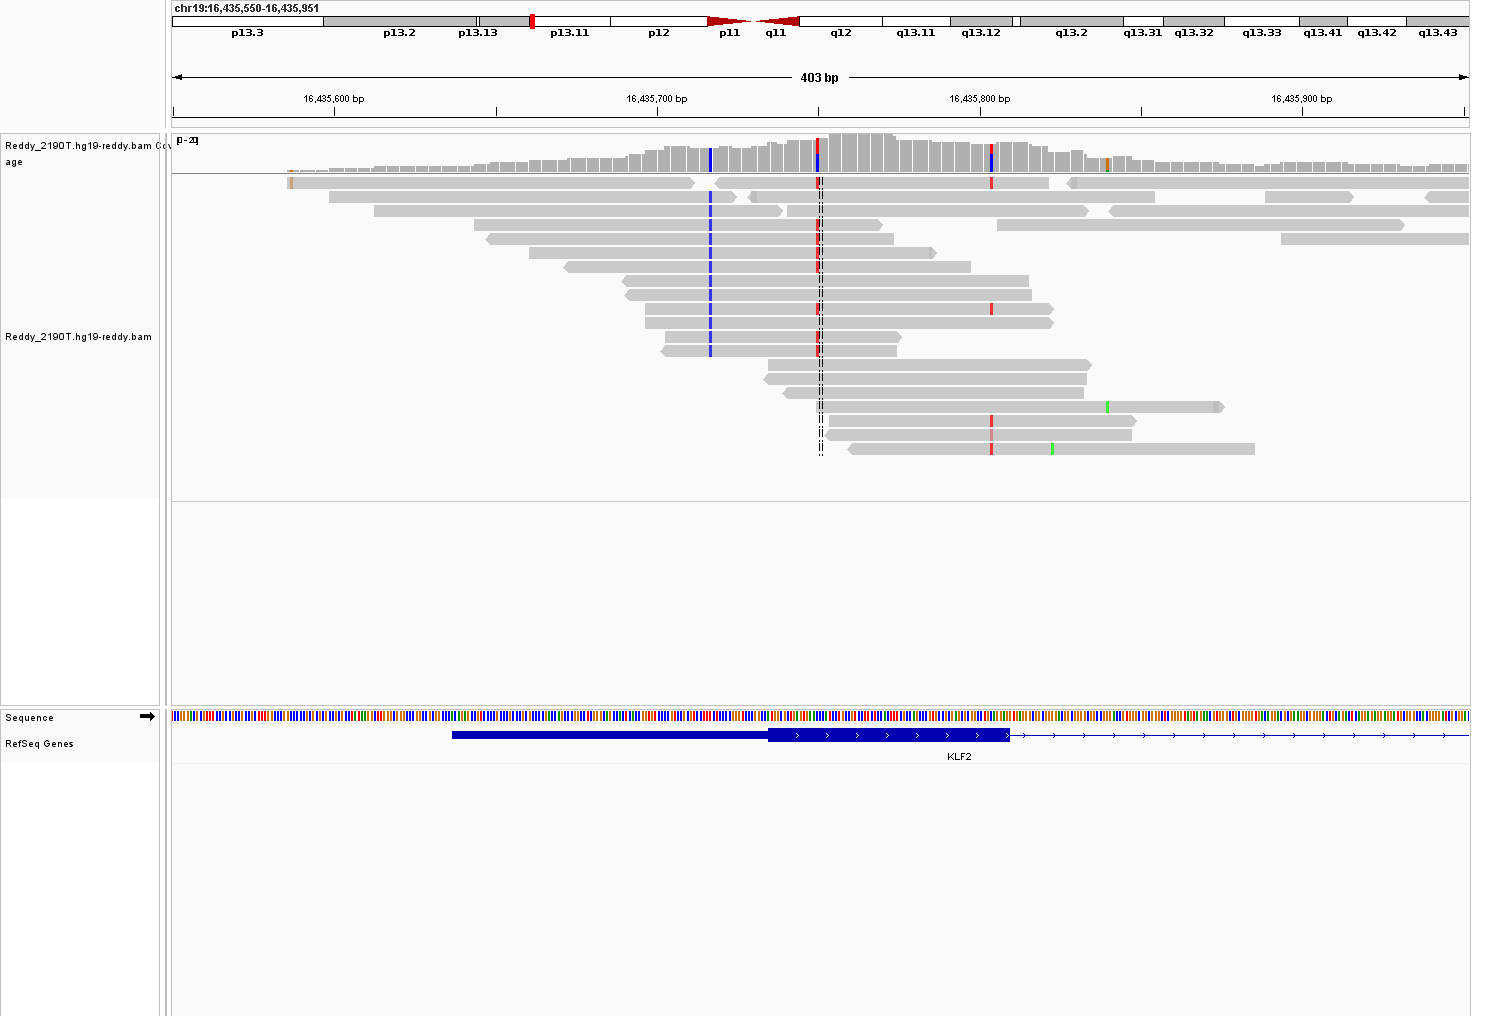 chr19:16,435,550-16,435,951
p13.3 p13.2 p13.13 p13.11 p12 p11 q11 q12 q13.11 q13.12 q13.2 q13.31 q13.32 q13.33 q13.41 q13.42 q13.43
403 bp
16,435,600 bp 16,435,700 bp 16,435,800 bp 16,435,900 bp
Reddy_2190T.hg19-reddy.bam Cov
age
[0 - 20]
Reddy_2190T.hg19-reddy.bam
Sequence
RefSeq Genes
KLF2